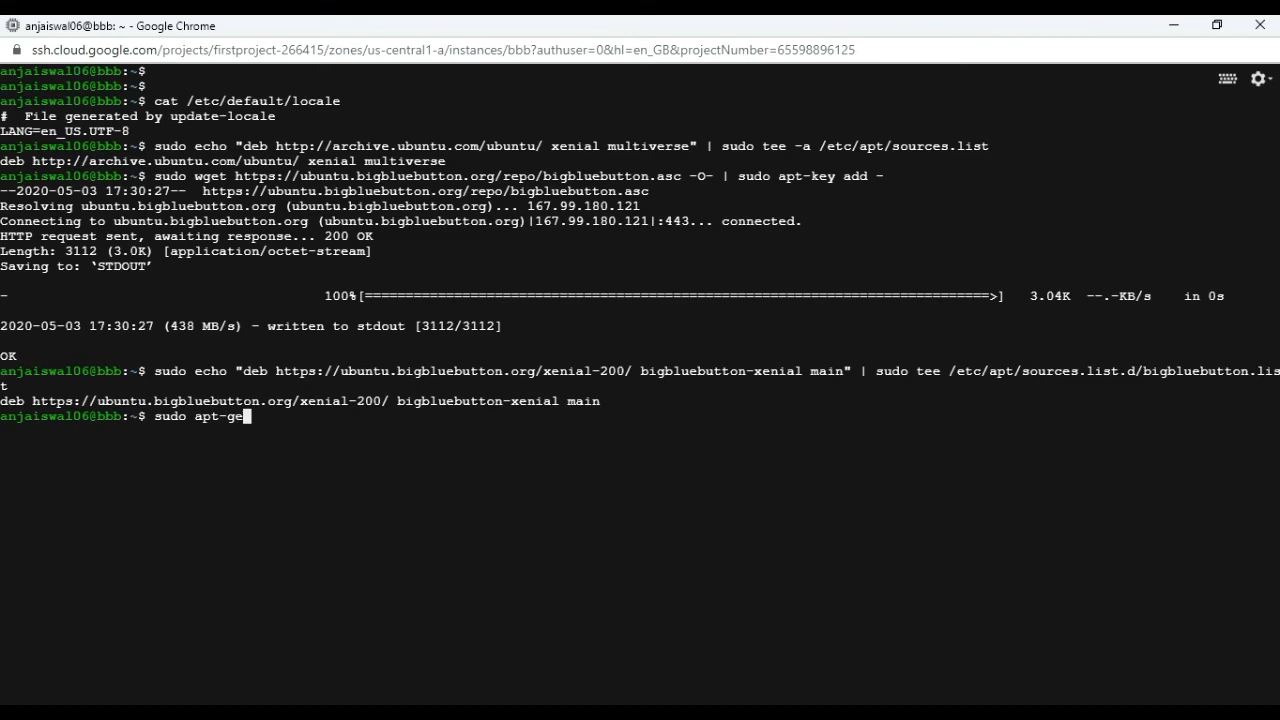 anjaiswal06@bbb: ~ - Google Chrome
ssh.cloud.google.com/projects/firstproject-266415/zones/us-central1-a/instances/bbb?authuser=0&hl=en_GB&projectNumber=65598896125
anjaiswal06@bbb:~$
anjaiswal06@bbb:~$
anjaiswal06@bbb:~$ cat /etc/default/locale
#  File generated by update-locale
LANG=en_US.UTF-8
anjaiswal06@bbb:~$ sudo echo "deb http://archive.ubuntu.com/ubuntu/ xenial multiverse" | sudo tee -a /etc/apt/sources.list
deb http://archive.ubuntu.com/ubuntu/ xenial multiverse
anjaiswal06@bbb:~$ sudo wget https://ubuntu.bigbluebutton.org/repo/bigbluebutton.asc -O- | sudo apt-key add -
--2020-05-03 17:30:27--  https://ubuntu.bigbluebutton.org/repo/bigbluebutton.asc
Resolving ubuntu.bigbluebutton.org (ubuntu.bigbluebutton.org)... 167.99.180.121
Connecting to ubuntu.bigbluebutton.org (ubuntu.bigbluebutton.org)|167.99.180.121|:443... connected.
HTTP request sent, awaiting response... 200 OK
Length: 3112 (3.0K) [application/octet-stream]
Saving to: ‘STDOUT’
- 100%[=============================================================================>] 3.04K --.-KB/s in 0s
2020-05-03 17:30:27 (438 MB/s) - written to stdout [3112/3112]
OK
anjaiswal06@bbb:~$ sudo echo "deb https://ubuntu.bigbluebutton.org/xenial-200/ bigbluebutton-xenial main" | sudo tee /etc/apt/sources.list.d/bigbluebutton.lis
t
deb https://ubuntu.bigbluebutton.org/xenial-200/ bigbluebutton-xenial main
anjaiswal06@bbb:~$ sudo apt-ge